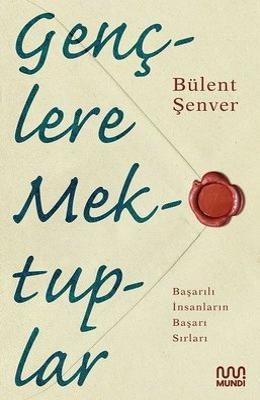 Genç-
lere
Mek-
tup-
lar
Bülent
Şenver
Başarılı
İnsanların
Başarı
Sırları
MUNDI